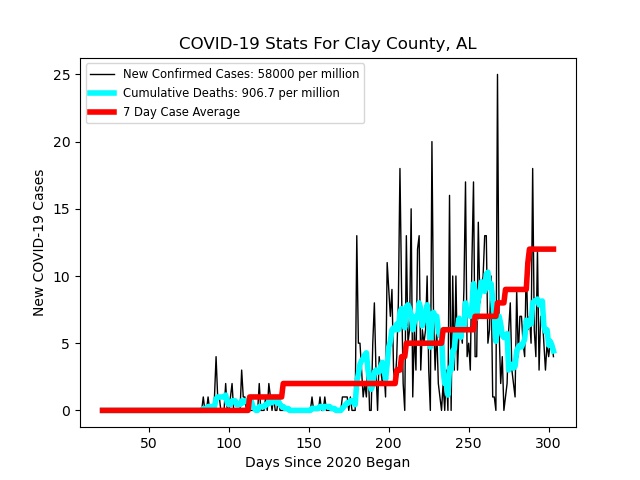 COVID-19 Stats For Clay County, AL
New Confirmed Cases: 58000 per million
Cumulative Deaths: 906.7 per million
7 Day Case Average
25
20
15
10
5
0
New COVID-19 Cases
50 100 150 200 250 300
Days Since 2020 Began